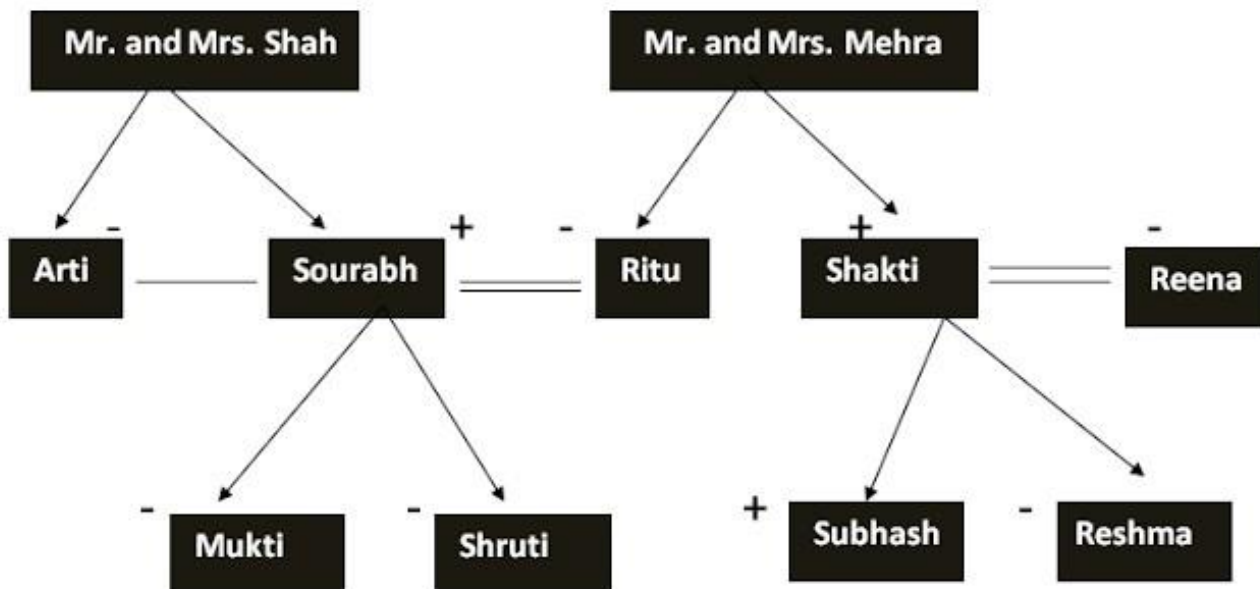 Mr. and Mrs. Shah
Mr. and Mrs. Mehra
- + - + -
Arti
Sourabh
Ritu
Shakti
Reena
- - + -
Mukti
Shruti
Subhash
Reshma